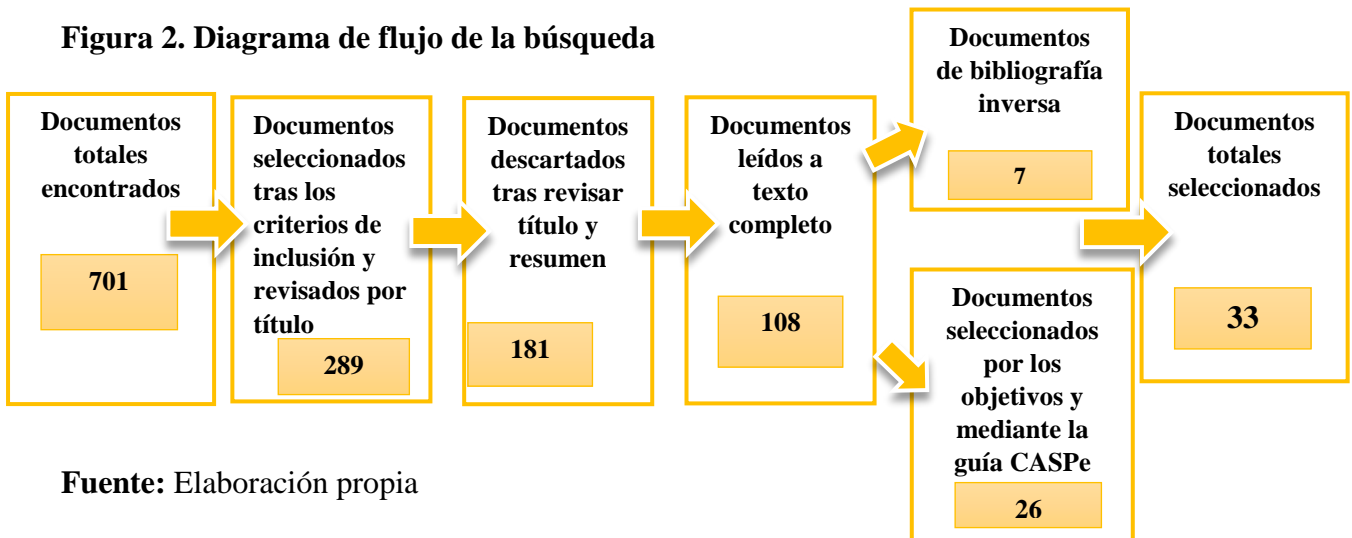 Figura 2. Diagrama de flujo de la búsqueda
Documentos
totales
encontrados
701
Documentos
seleccionados
tras los
criterios de
inclusión y
revisados por
título
289
Documentos
descartados
tras revisar
título y
resumen
181
Documentos
leídos a
texto
completo
108
Documentos
de bibliografía
inversa
7
Documentos
seleccionados
por los
objetivos y
mediante la
guía CASPe
26
Documentos
totales
seleccionados
33
Fuente: Elaboración propia